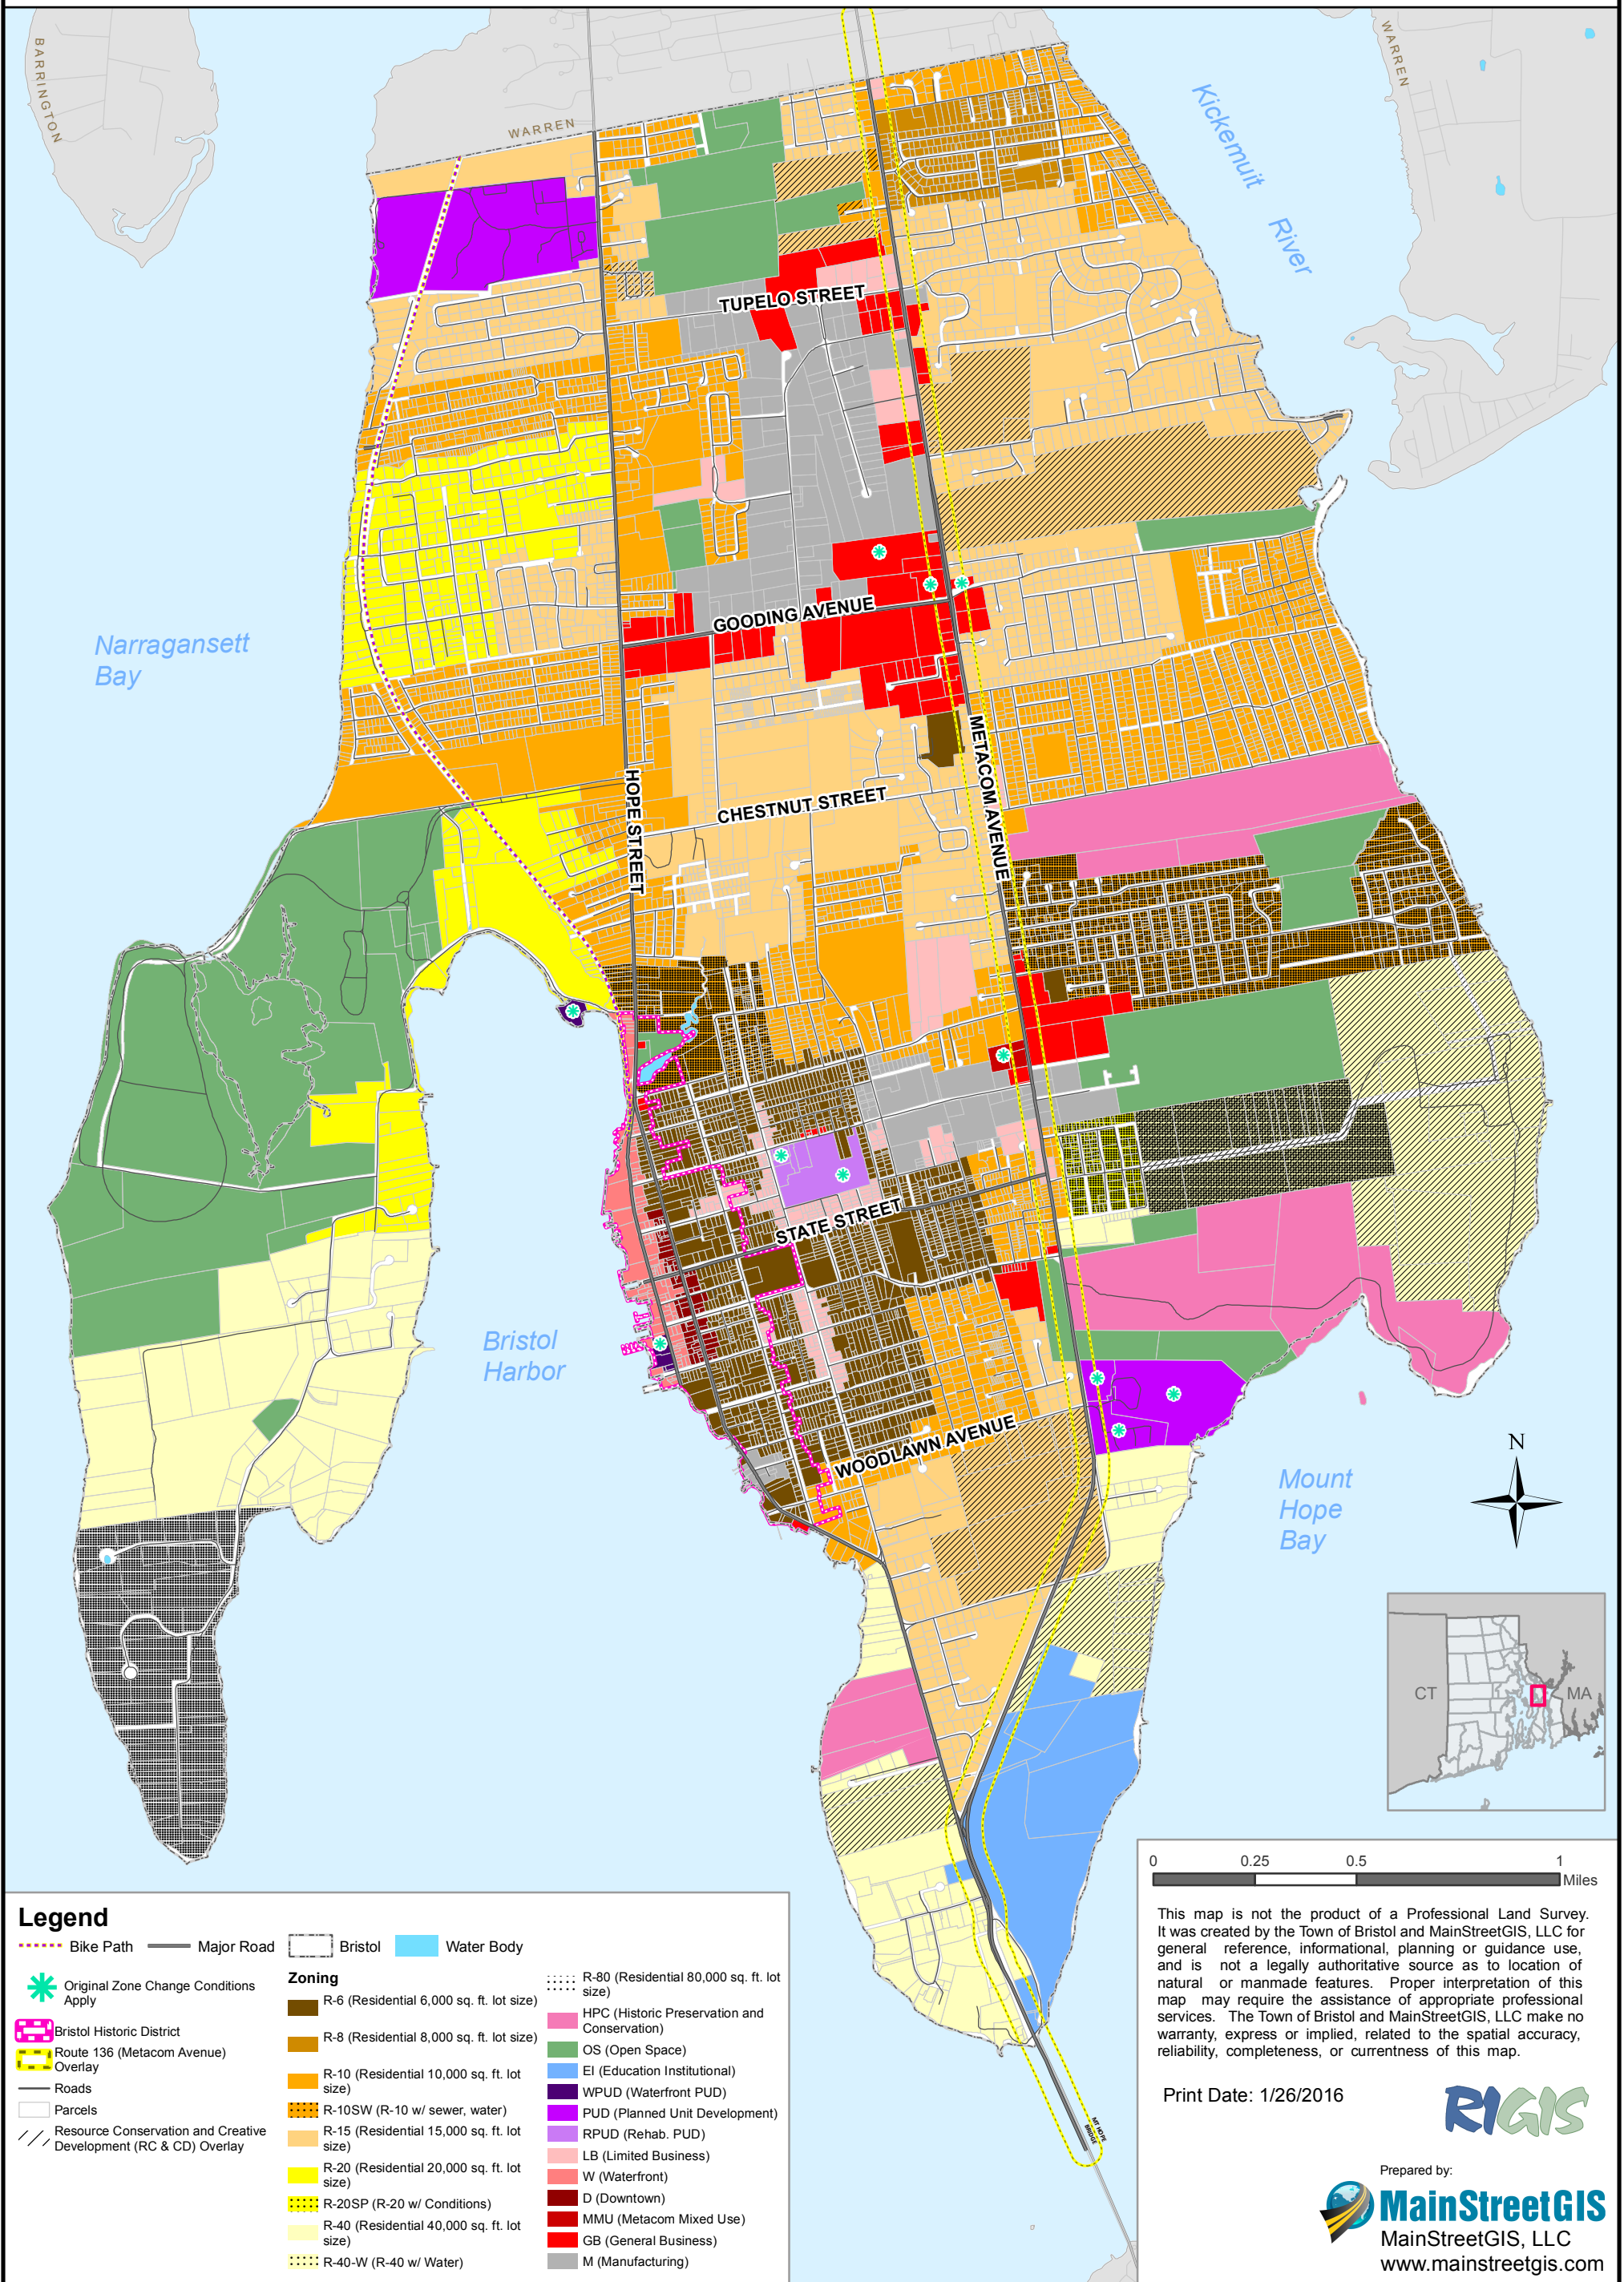 BARRINGTON
WARREN
WARREN
Kickemuit
River
TUPELO STREET
GOODING AVENUE
Narragansett
Bay
METACOM AVENUE
HOPE STREET
CHESTNUT STREET
STATE STREET
Bristol
Harbor
WOODLAWN AVENUE
N
Mount
Hope
Bay
CT
MA
MT HOPE
BRIDGE
0 0.25 0.5 1
Miles
This map is not the product of a Professional Land Survey.
It was created by the Town of Bristol and MainStreetGIS, LLC for
general reference, informational, planning or guidance use,
and is not a legally authoritative source as to location of
natural or manmade features. Proper interpretation of this
map may require the assistance of appropriate professional
services. The Town of Bristol and MainStreetGIS, LLC make no
warranty, express or implied, related to the spatial accuracy,
reliability, completeness, or currentness of this map.
Print Date: 1/26/2016
RIGIS
Prepared by:
MainStreetGIS
MainStreetGIS, LLC
www.mainstreetgis.com
Legend
Bike Path
Major Road
Bristol
Water Body
Original Zone Change Conditions
Apply
Bristol Historic District
Route 136 (Metacom Avenue)
Overlay
Roads
Parcels
Resource Conservation and Creative
Development (RC & CD) Overlay
Zoning
R-6 (Residential 6,000 sq. ft. lot size)
R-8 (Residential 8,000 sq. ft. lot size)
R-10 (Residential 10,000 sq. ft. lot
size)
R-10SW (R-10 w/ sewer, water)
R-15 (Residential 15,000 sq. ft. lot
size)
R-20 (Residential 20,000 sq. ft. lot
size)
R-20SP (R-20 w/ Conditions)
R-40 (Residential 40,000 sq. ft. lot
size)
R-40-W (R-40 w/ Water)
R-80 (Residential 80,000 sq. ft. lot
size)
HPC (Historic Preservation and
Conservation)
OS (Open Space)
EI (Education Institutional)
WPUD (Waterfront PUD)
PUD (Planned Unit Development)
RPUD (Rehab. PUD)
LB (Limited Business)
W (Waterfront)
D (Downtown)
MMU (Metacom Mixed Use)
GB (General Business)
M (Manufacturing)